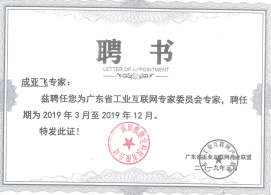 聘书
LETTER OF APPOINTMENT
成亚飞专家：
兹聘任您为广东省工业互联网专家委员会专家，聘任
期为2019年3月至2019年12月。
特发此证！
广东省工业互联网产业联盟
二〇一九年三月